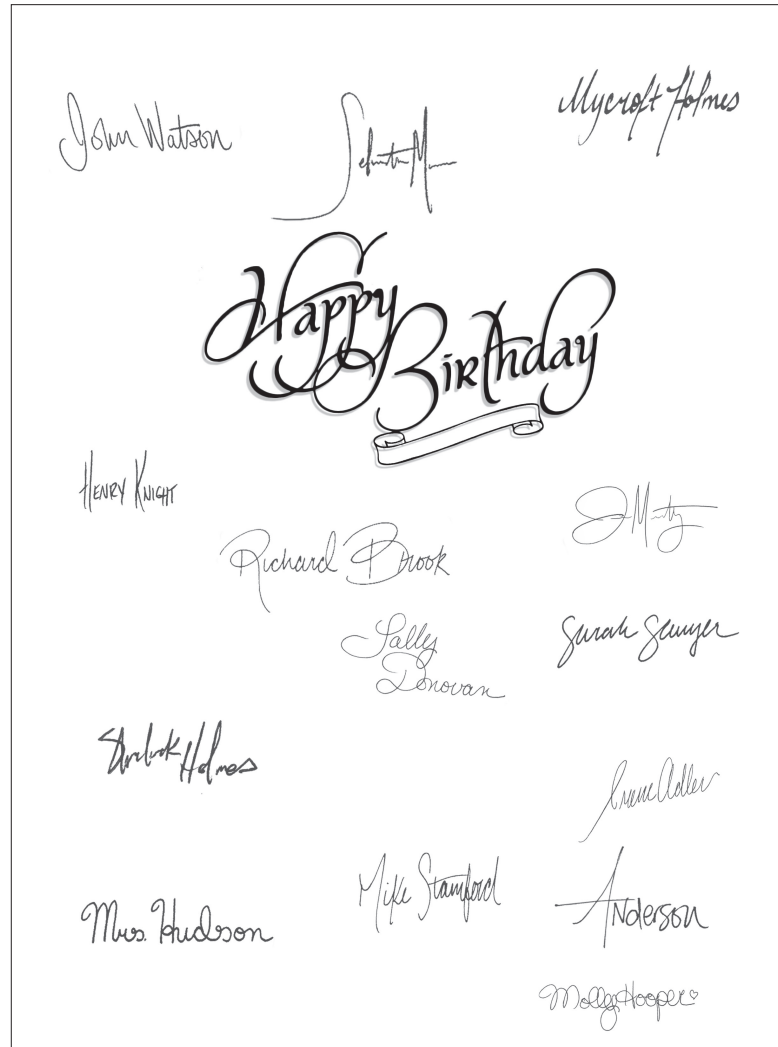 John Watson
Mycroft Holmes
Happy
Birthday
Henry Knight
Richard Brook
Sally
Donovan
Sarah Sawyer
Sherlock Holmes
Irene Adler
Mike Stamford
Anderson
Mrs. Hudson
Molly Hooper